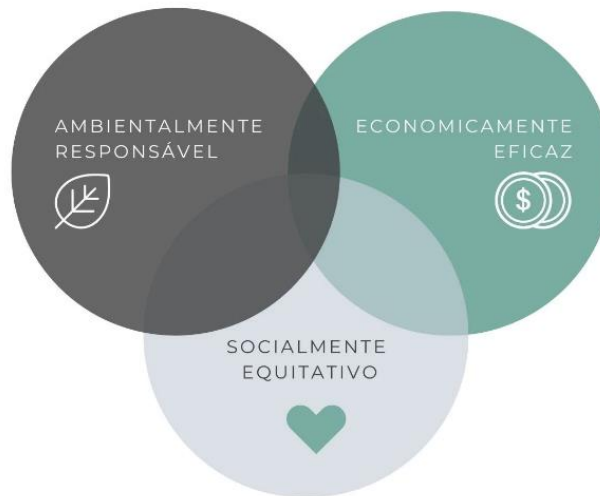 AMBIENTALMENTE
RESPONSÁVEL
ECONOMICAMENTE
EFICAZ
$
SOCIALMENTE
EQUITATIVO